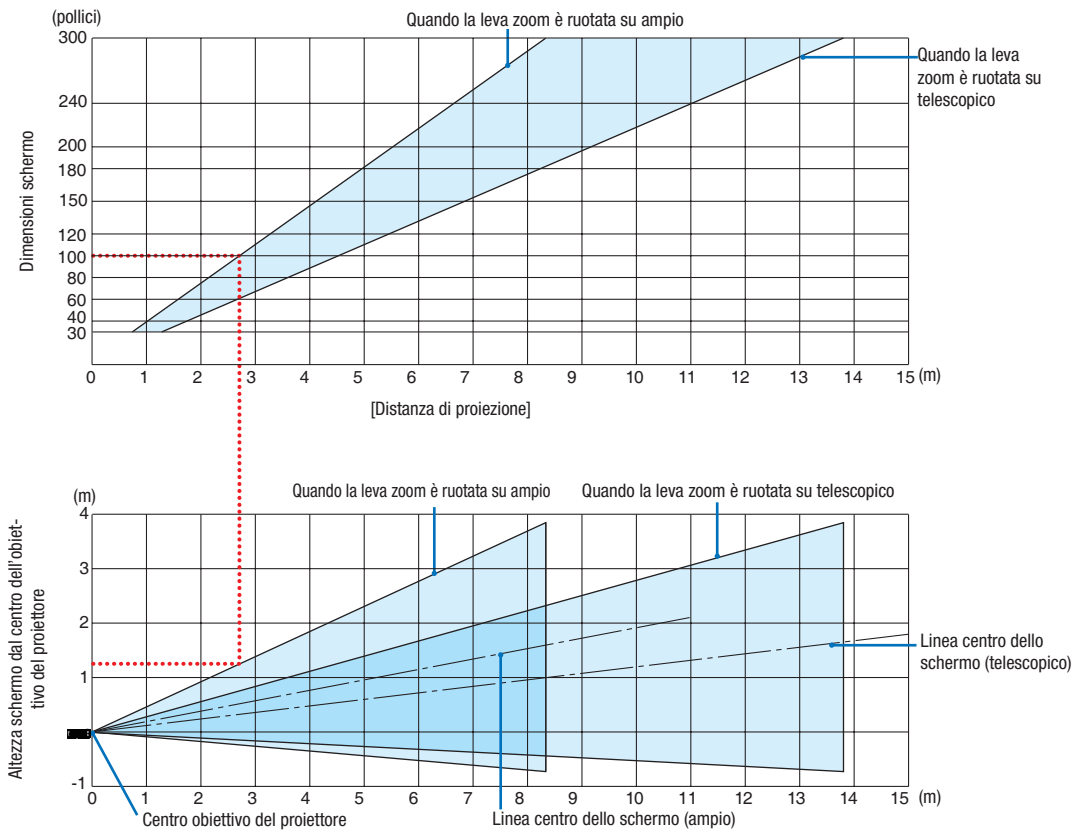 (pollici)
Quando la leva zoom è ruotata su ampio
300
240
200
180
150
120
100
80
60
40
30
Dimensioni schermo
Quando la leva
zoom è ruotata su
telescopico
0 1 2 3 4 5 6 7 8 9 10 11 12 13 14 15 (m)
[Distanza di proiezione]
(m)
Quando la leva zoom è ruotata su ampio
Quando la leva zoom è ruotata su telescopico
4
3
2
1
-1
Altezza schermo dal centro dell'obiet-
tivo del proiettore
Linea centro dello
schermo (telescopico)
0 1 2 3 4 5 6 7 8 9 10 11 12 13 14 15 (m)
Centro obiettivo del proiettore
Linea centro dello schermo (ampio)